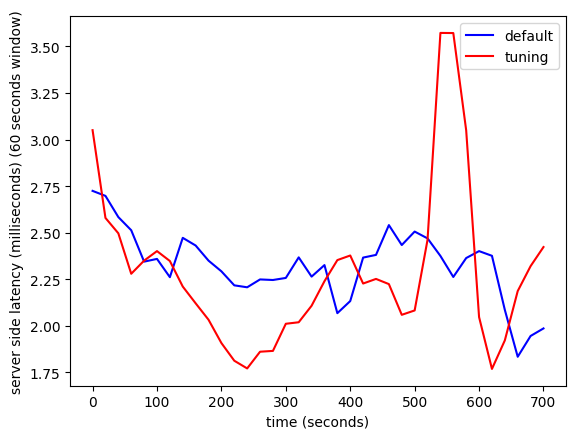 server side latency (milliseconds) (60 seconds window)
3.50
3.25
3.00
2.75
2.50
2.25
2.00
1.75
default
tuning
0 100 200 300 400 500 600 700
time (seconds)